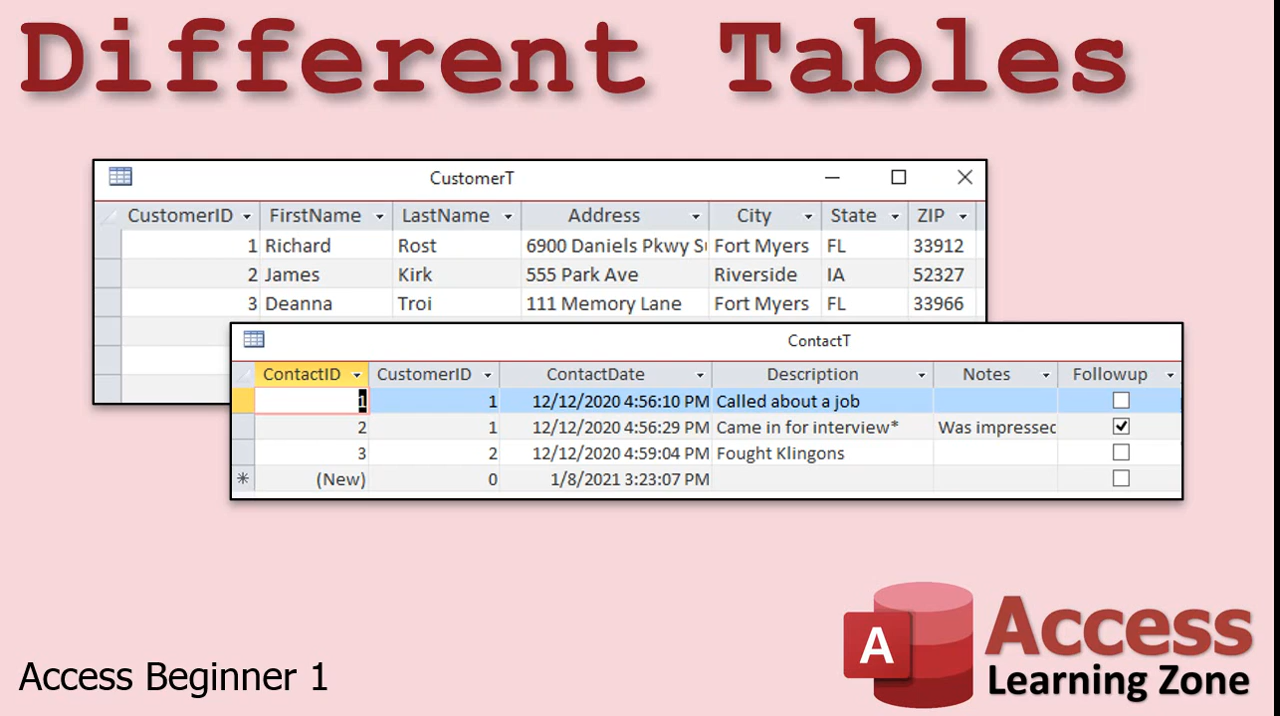 Different Tables
CustomerT
CustomerID FirstName LastName Address City State ZIP
1 Richard Rost 6900 Daniels Pkwy Su Fort Myers FL 33912
2 James Kirk 555 Park Ave Riverside IA 52327
3 Deanna Troi 111 Memory Lane Fort Myers FL 33966
ContactT
ContactID CustomerID ContactDate Description Notes Followup
1 1 12/12/2020 4:56:10 PM Called about a job
2 1 12/12/2020 4:56:29 PM Came in for interview* Was impressed
3 2 12/12/2020 4:59:04 PM Fought Klingons
(New) 0 1/8/2021 3:23:07 PM
A
Access
Learning Zone
Access Beginner 1